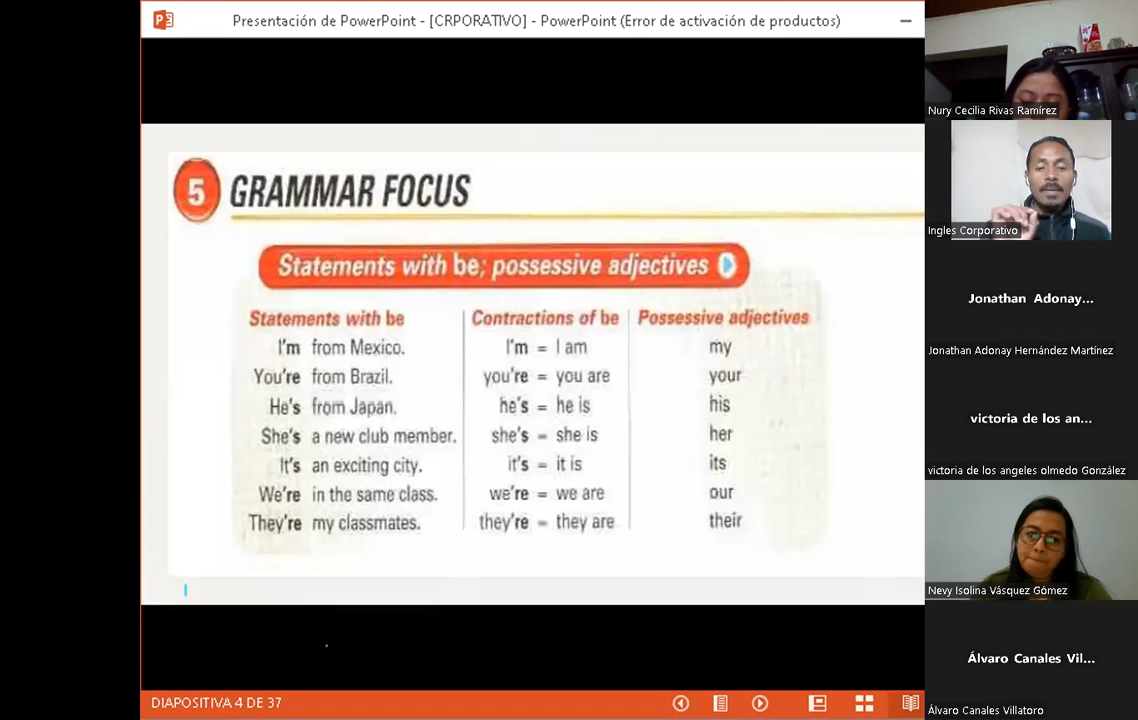 Presentación de PowerPoint - [CRPORATIVO] - PowerPoint (Error de activación de productos)
5 GRAMMAR FOCUS
Statements with be; possessive adjectives
Statements with be
I'm from Mexico.
You're from Brazil.
He's from Japan.
She's a new club member.
It's an exciting city.
We're in the same class.
They're my classmates.
Contractions of be
I'm = I am
you're = you are
he's = he is
she's = she is
it's = it is
we're = we are
they're = they are
Possessive adjectives
my
your
his
her
its
our
their
DIAPOSITIVA 4 DE 37
Nury Cecilia Rivas Ramírez
Ingles Corporativo
Jonathan Adonay...
Jonathan Adonay Hernández Martínez
victoria de los an...
victoria de los angeles olmedo González
Nevy Isolina Vásquez Gómez
Álvaro Canales Vil...
Álvaro Canales Villatoro